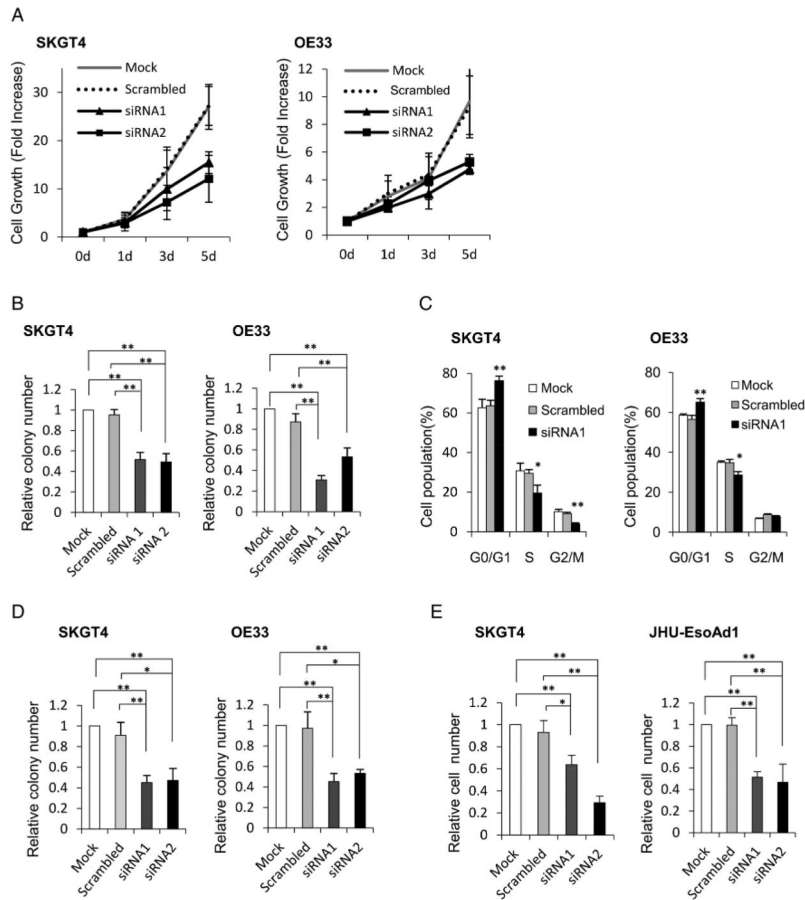 A
SKGT4
Cell Growth (Fold Increase)
30
20
10
0
0d 1d 3d 5d
Mock
Scrambled
siRNA1
siRNA2
OE33
Cell Growth (Fold Increase)
12
10
8
6
4
2
0
0d 1d 3d 5d
Mock
Scrambled
siRNA1
siRNA2
B
SKGT4
Relative colony number
1.2
1
0.8
0.6
0.4
0.2
0
**
**
**
**
Mock Scrambled siRNA 1 siRNA 2
OE33
Relative colony number
1.2
1
0.8
0.6
0.4
0.2
0
**
**
**
**
Mock Scrambled siRNA 1 siRNA 2
C
SKGT4
Cell population(%)
80
60
40
20
0
** * **
Mock
Scrambled
siRNA1
G0/G1 S G2/M
OE33
Cell population(%)
80
60
40
20
0
** *
Mock
Scrambled
siRNA1
G0/G1 S G2/M
D
SKGT4
Relative colony number
1.2
1
0.8
0.6
0.4
0.2
0
**
*
**
**
Mock Scrambled siRNA1 siRNA2
OE33
Relative colony number
1.2
1
0.8
0.6
0.4
0.2
0
**
*
**
**
Mock Scrambled siRNA1 siRNA2
E
SKGT4
Relative cell number
1.2
1
0.8
0.6
0.4
0.2
0
**
**
**
*
Mock Scrambled siRNA1 siRNA2
JHU-EsoAd1
Relative cell number
1.2
1
0.8
0.6
0.4
0.2
0
**
**
**
**
Mock Scrambled siRNA1 siRNA2